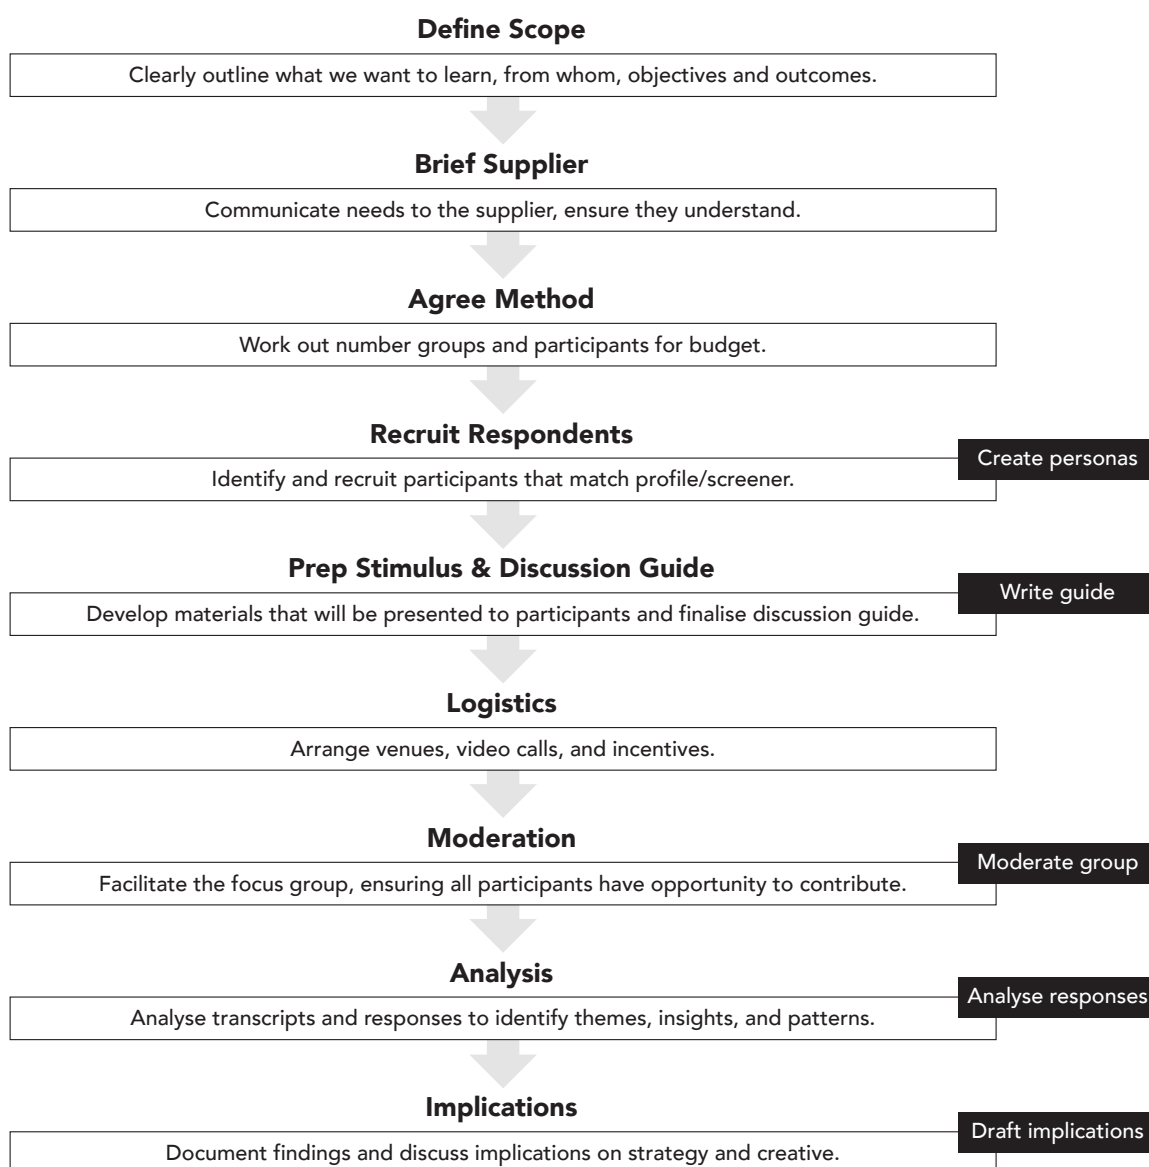 Define Scope
Clearly outline what we want to learn, from whom, objectives and outcomes.
Brief Supplier
Communicate needs to the supplier, ensure they understand.
Agree Method
Work out number groups and participants for budget.
Recruit Respondents
Create personas
Identify and recruit participants that match profile/screener.
Prep Stimulus & Discussion Guide
Write guide
Develop materials that will be presented to participants and finalise discussion guide.
Logistics
Arrange venues, video calls, and incentives.
Moderation
Moderate group
Facilitate the focus group, ensuring all participants have opportunity to contribute.
Analysis
Analyse responses
Analyse transcripts and responses to identify themes, insights, and patterns.
Implications
Draft implications
Document findings and discuss implications on strategy and creative.